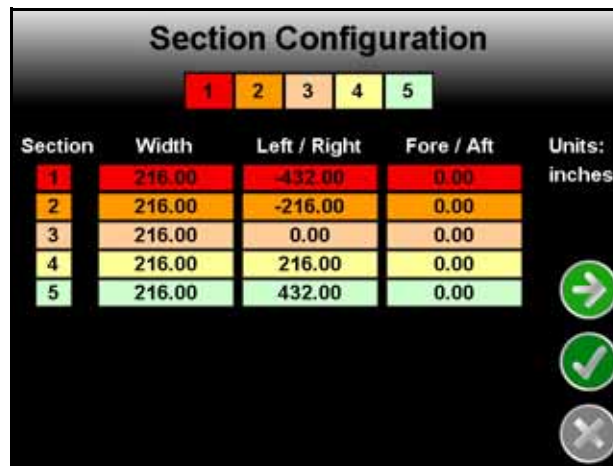 Section Configuration
1 2 3 4 5
Section Width Left / Right Fore / Aft Units:
1 216.00 -432.00 0.00 inches
2 216.00 -216.00 0.00
3 216.00 0.00 0.00
4 216.00 216.00 0.00
5 216.00 432.00 0.00